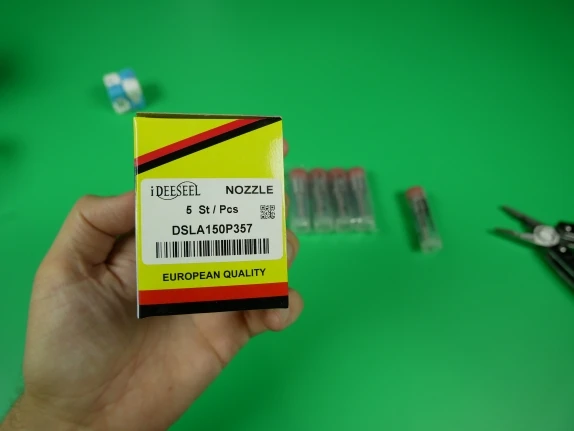 iDEESEEL NOZZLE
5 St / Pcs
DSLA150P357
EUROPEAN QUALITY